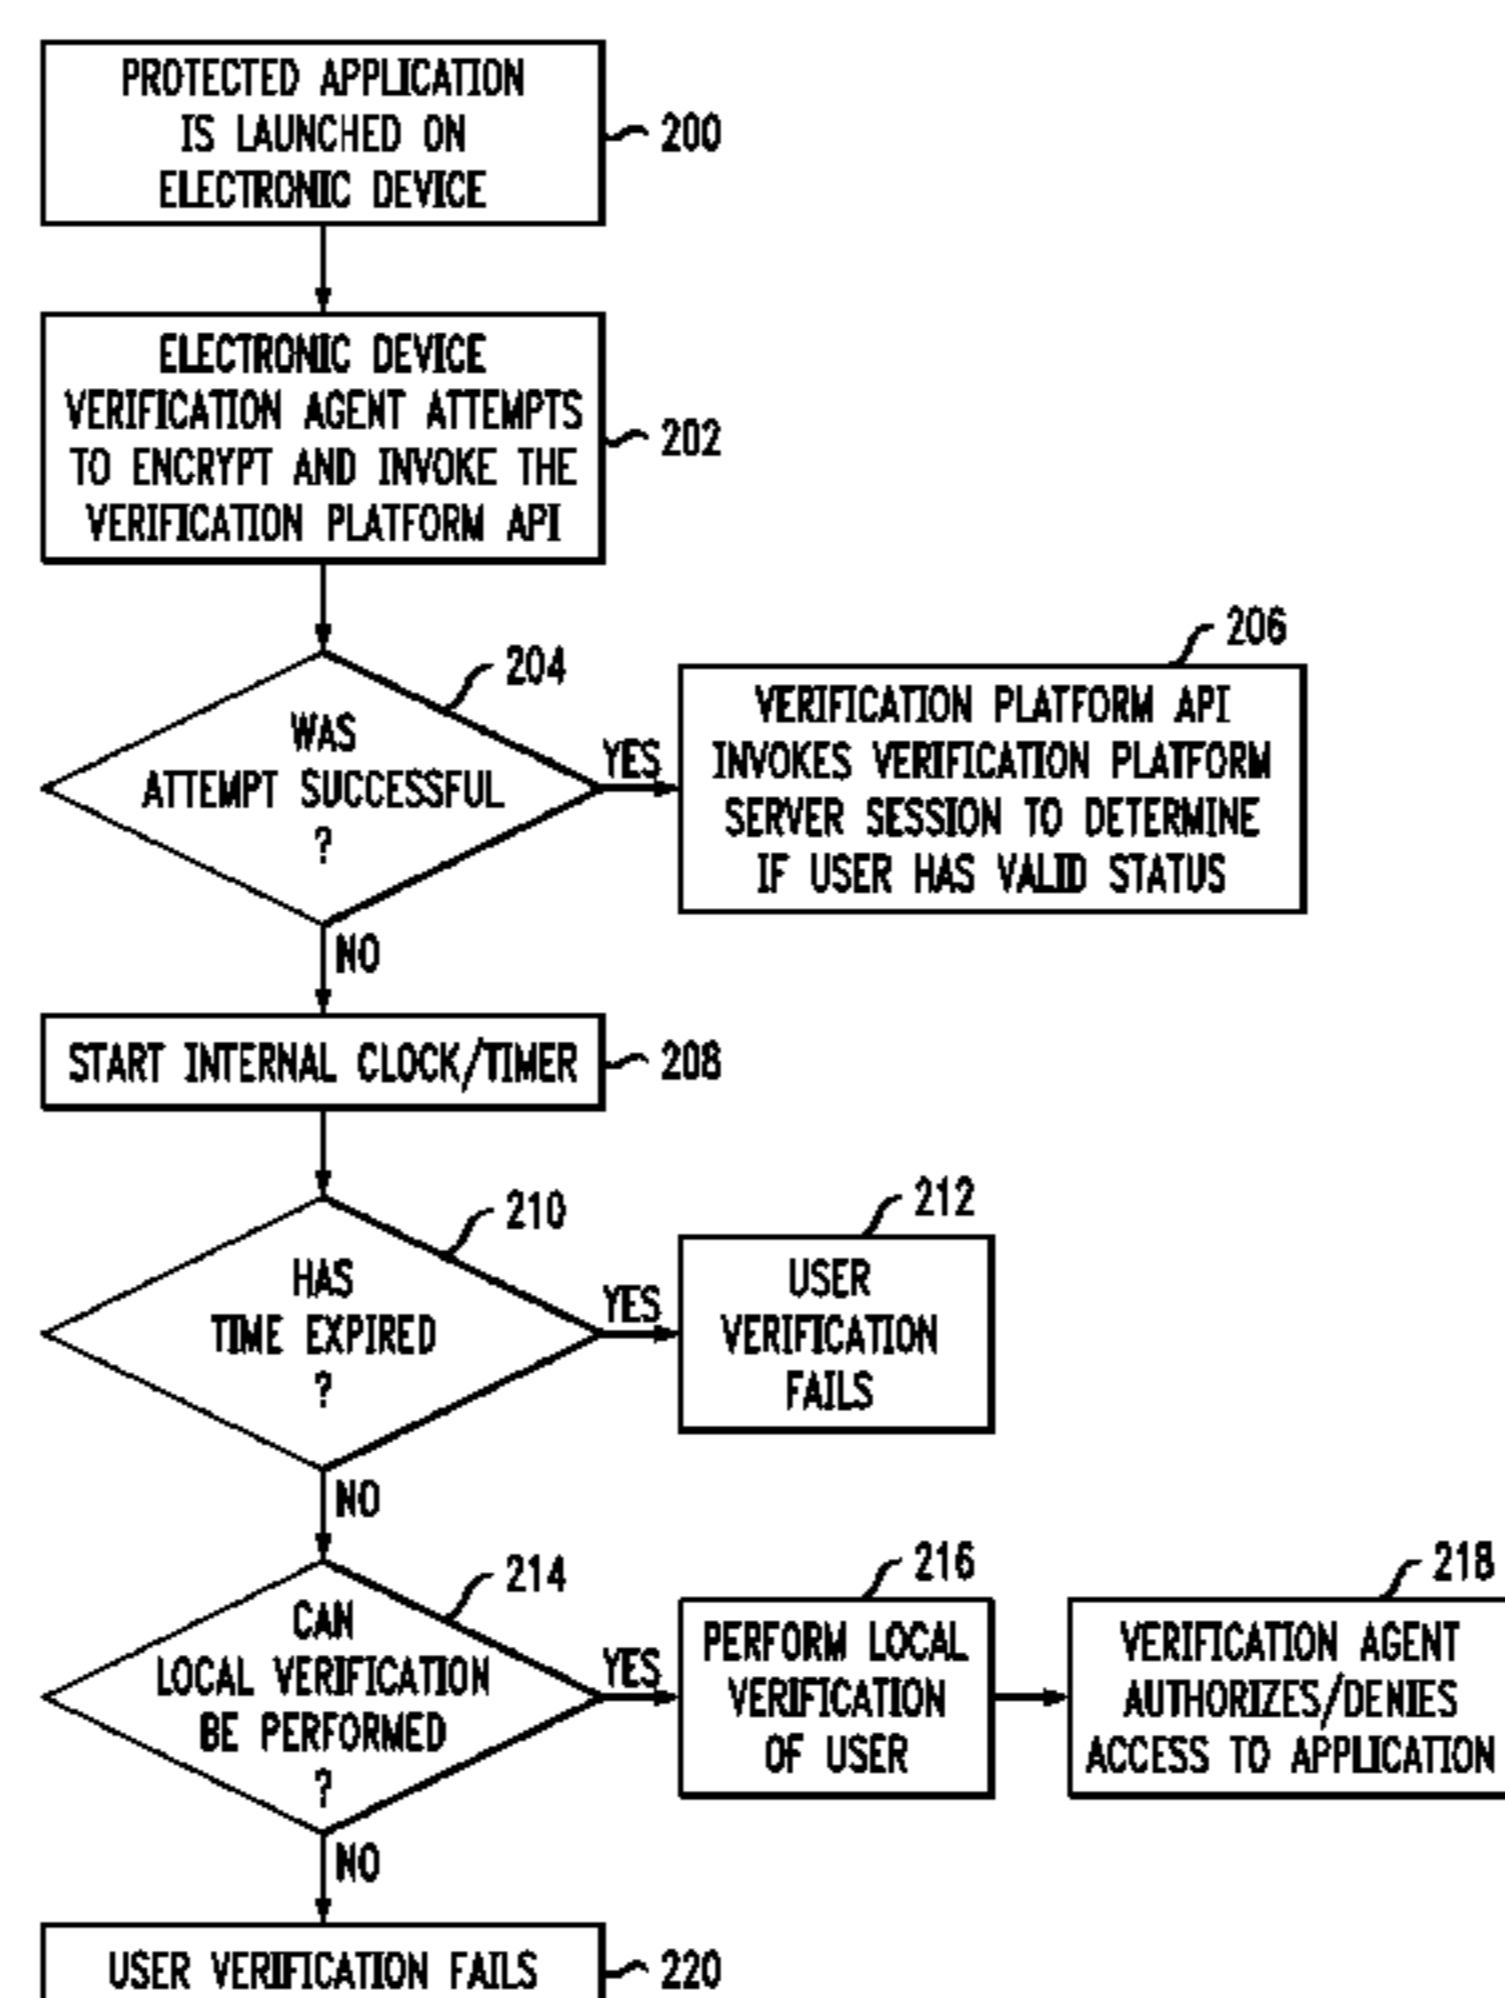 PROTECTED APPLICATION
IS LAUNCHED ON
ELECTRONIC DEVICE
200
ELECTRONIC DEVICE
VERIFICATION AGENT ATTEMPTS
TO ENCRYPT AND INVOKE THE
VERIFICATION PLATFORM API
202
204
WAS
ATTEMPT SUCCESSFUL
?
YES
NO
206
VERIFICATION PLATFORM API
INVOKES VERIFICATION PLATFORM
SERVER SESSION TO DETERMINE
IF USER HAS VALID STATUS
START INTERNAL CLOCK/TIMER
208
210
HAS
TIME EXPIRED
?
YES
NO
212
USER
VERIFICATION
FAILS
214
CAN
LOCAL VERIFICATION
BE PERFORMED
?
YES
NO
216
PERFORM LOCAL
VERIFICATION
OF USER
218
VERIFICATION AGENT
AUTHORIZES/DENIES
ACCESS TO APPLICATION
USER VERIFICATION FAILS
220